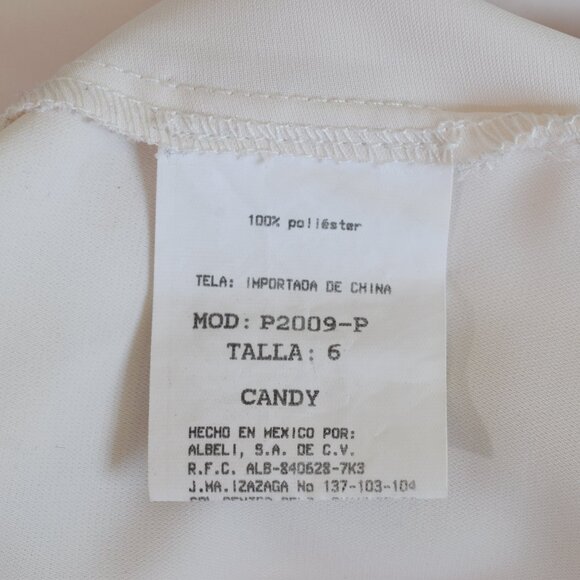 100% poliéster
TELA: IMPORTADA DE CHINA
MOD: P2009-P
TALLA: 6
CANDY
HECHO EN MEXICO POR:
ALBELI, S.A. DE C.V.
R.F.C. ALB-840628-7K3
J.MA.IZAZAGA No 137-103-104